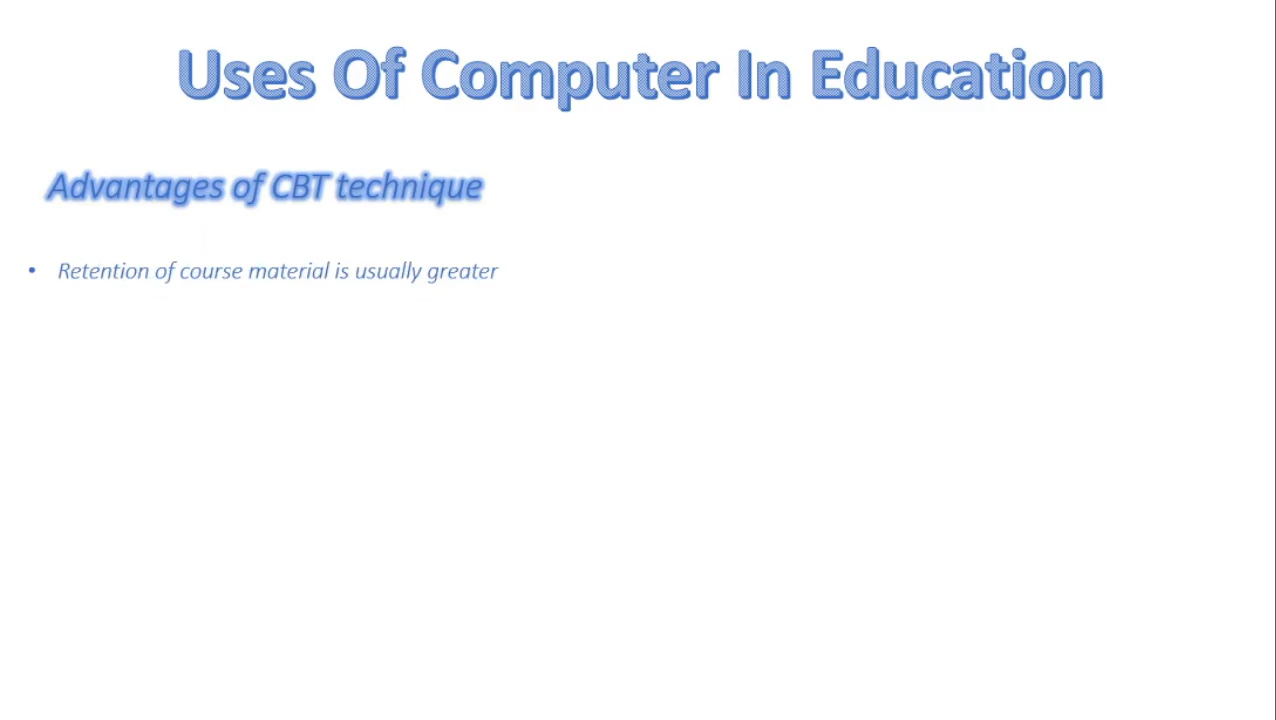 Uses Of Computer In Education
Advantages of CBT technique
• Retention of course material is usually greater